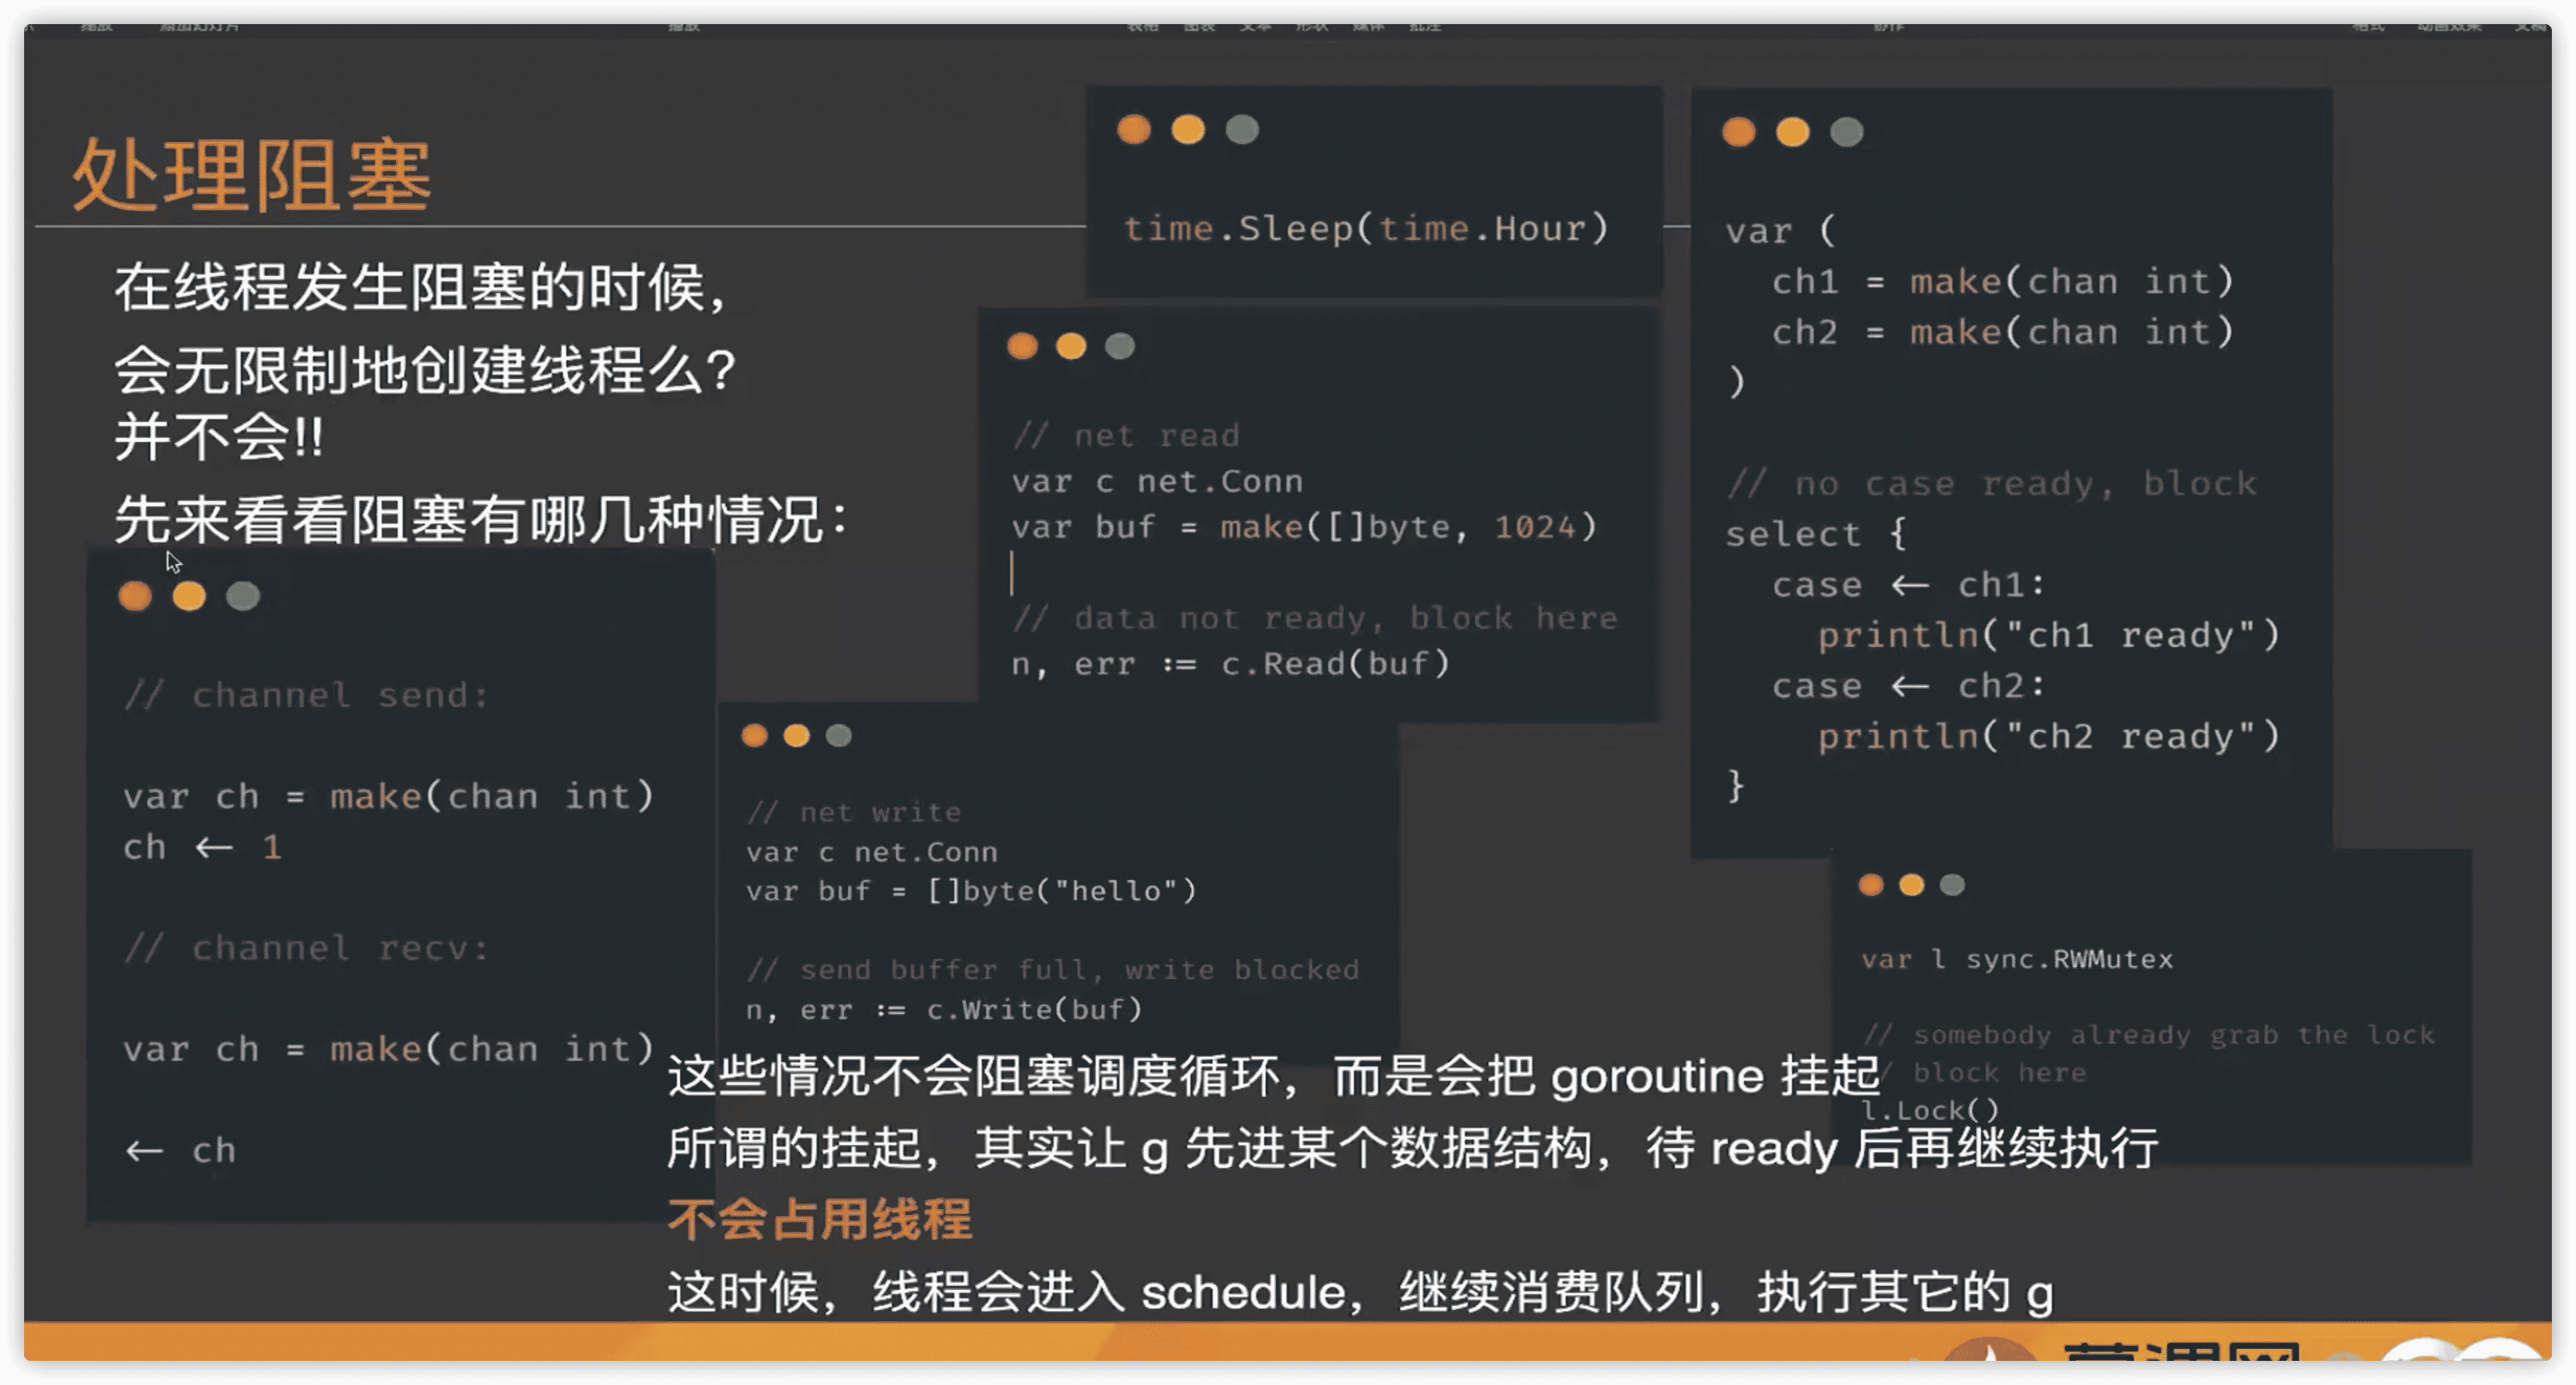 处理阻塞
在线程发生阻塞的时候，
会无限制地创建线程么？
并不会!!
先来看看阻塞有哪几种情况：
// channel send:
var ch = make(chan int)
ch ← 1
// channel recv:
var ch = make(chan int)
← ch
time.Sleep(time.Hour)
// net read
var c net.Conn
var buf = make([]byte, 1024)
// data not ready, block here
n, err := c.Read(buf)
// net write
var c net.Conn
var buf = []byte("hello")
// send buffer full, write blocked
n, err := c.Write(buf)
var (
ch1 = make(chan int)
ch2 = make(chan int)
)
// no case ready, block
select {
case ← ch1:
println("ch1 ready")
case ← ch2:
println("ch2 ready")
}
var l sync.RWMutex
// somebody already grab the lock
// block here
l.Lock()
这些情况不会阻塞调度循环，而是会把 goroutine 挂起
所谓的挂起，其实让 g 先进某个数据结构，待 ready 后再继续执行
不会占用线程
这时候，线程会进入 schedule，继续消费队列，执行其它的 g